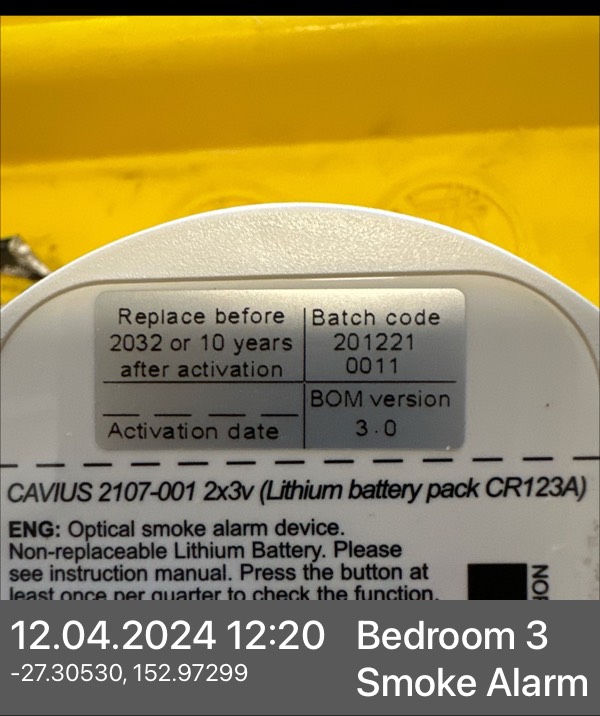 Replace before
2032 or 10 years
after activation
Activation date
Batch code
201221
0011
BOM version
3.0
CAVIUS 2107-001 2x3v (Lithium battery pack CR123A)
ENG: Optical smoke alarm device.
Non-replaceable Lithium Battery. Please
see instruction manual. Press the button at
least once per quarter to check the function.
12.04.2024 12:20
-27.30530, 152.97299
Bedroom 3
Smoke Alarm